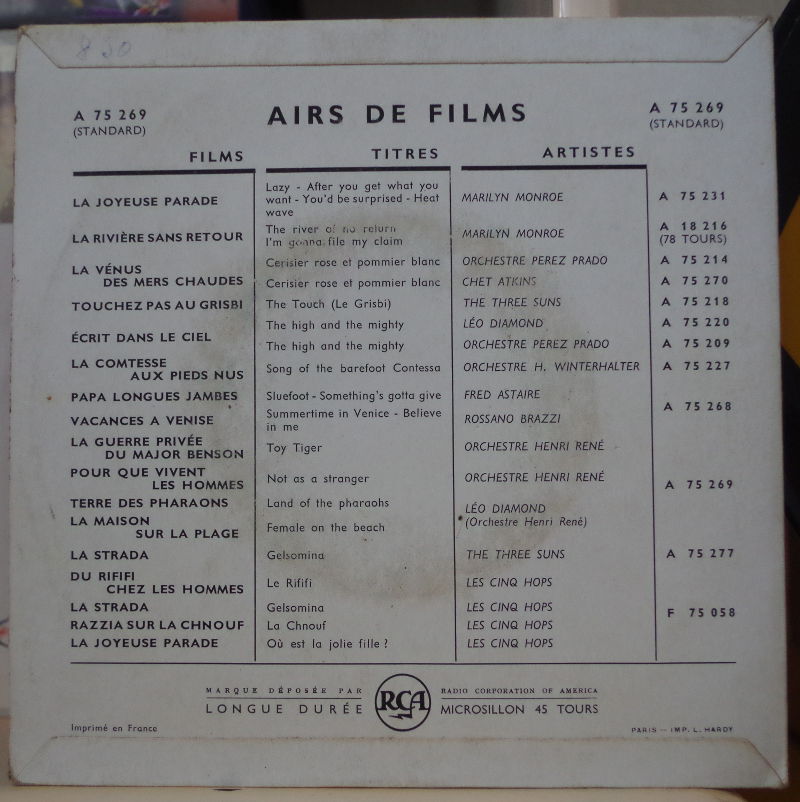 8 30
A 75 269
(STANDARD)
AIRS DE FILMS
A 75 269
(STANDARD)
FILMS TITRES ARTISTES
LA JOYEUSE PARADE Lazy - After you get what you MARILYN MONROE A 75 231
want - You'd be surprised - Heat
wave
LA RIVIÈRE SANS RETOUR The river of no return MARILYN MONROE A 18 216
I'm gonna file my claim (78 TOURS)
LA VÉNUS Cerisier rose et pommier blanc ORCHESTRE PEREZ PRADO A 75 214
DES MERS CHAUDES Cerisier rose et pommier blanc CHET ATKINS A 75 270
TOUCHEZ PAS AU GRISBI The Touch (Le Grisbi) THE THREE SUNS A 75 218
ÉCRIT DANS LE CIEL The high and the mighty LÉO DIAMOND A 75 220
The high and the mighty ORCHESTRE PEREZ PRADO A 75 209
LA COMTESSE
AUX PIEDS NUS Song of the barefoot Contessa ORCHESTRE H. WINTERHALTER A 75 227
PAPA LONGUES JAMBES Sluefoot - Something's gotta give FRED ASTAIRE A 75 268
VACANCES A VENISE Summertime in Venice - Believe ROSSANO BRAZZI
in me
LA GUERRE PRIVÉE
DU MAJOR BENSON Toy Tiger ORCHESTRE HENRI RENÉ
POUR QUE VIVENT
LES HOMMES Not as a stranger ORCHESTRE HENRI RENÉ A 75 269
TERRE DES PHARAONS Land of the pharaohs LÉO DIAMOND
LA MAISON (Orchestre Henri René)
SUR LA PLAGE Female on the beach
LA STRADA Gelsomina THE THREE SUNS A 75 277
DU RIFIFI
CHEZ LES HOMMES Le Rififi LES CINQ HOPS
LA STRADA Gelsomina LES CINQ HOPS F 75 058
RAZZIA SUR LA CHNOUF La Chnouf LES CINQ HOPS
LA JOYEUSE PARADE Où est la jolie fille ? LES CINQ HOPS
MARQUE DÉPOSÉE PAR RCA RADIO CORPORATION OF AMERICA
LONGUE DURÉE MICROSILLON 45 TOURS
Imprimé en France PARIS — IMP. L. HARDY